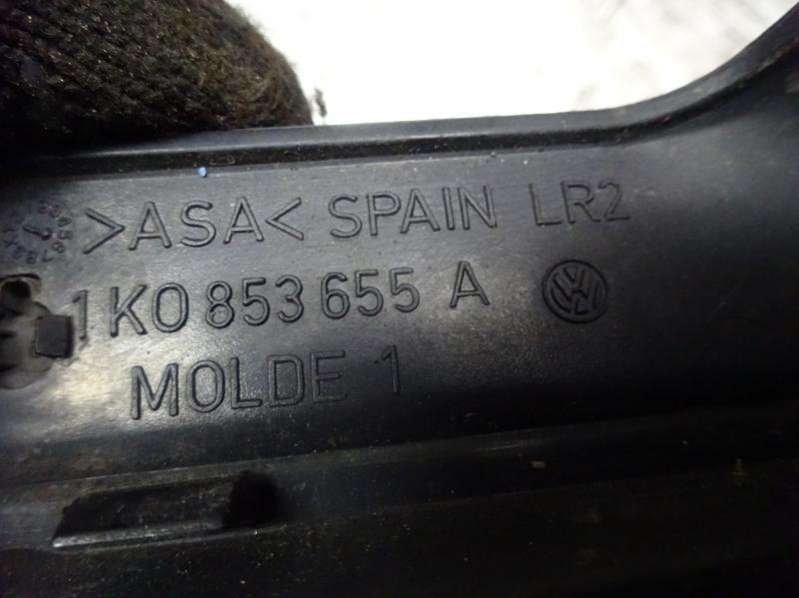 >ASA< SPAIN LR2
1K0 853 655 A
MOLDE 1